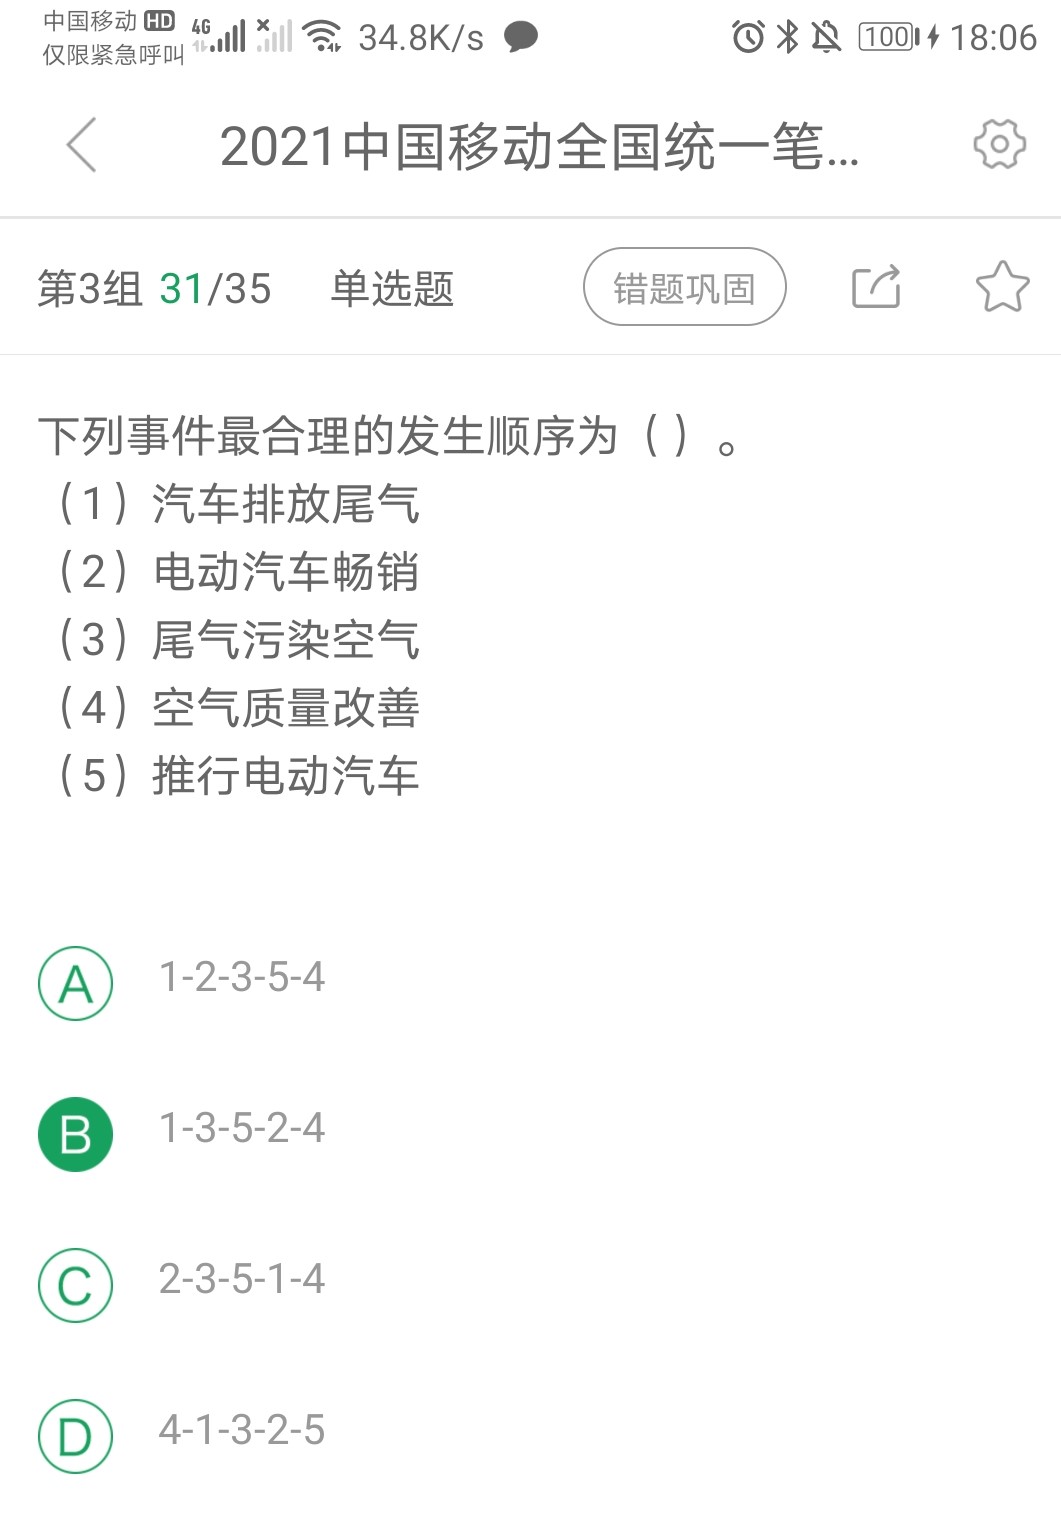 中国移动 HD 4G 34.8K/s 100 18:06
仅限紧急呼叫
2021中国移动全国统一笔...
第3组 31/35 单选题 错题巩固
下列事件最合理的发生顺序为（ ）。
（1）汽车排放尾气
（2）电动汽车畅销
（3）尾气污染空气
（4）空气质量改善
（5）推行电动汽车
A 1-2-3-5-4
B 1-3-5-2-4
C 2-3-5-1-4
D 4-1-3-2-5